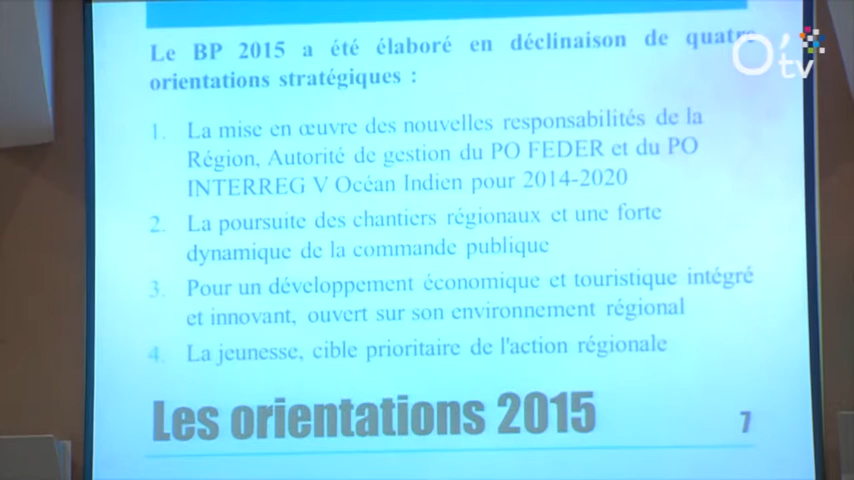 Le BP 2015 a été élaboré en déclinaison de quatre
O'tv
orientations stratégiques :
1. La mise en œuvre des nouvelles responsabilités de la
Région, Autorité de gestion du PO FEDER et du PO
INTERREG V Océan Indien pour 2014-2020
2. La poursuite des chantiers régionaux et une forte
dynamique de la commande publique
3. Pour un développement économique et touristique intégré
et innovant, ouvert sur son environnement régional
4. La jeunesse, cible prioritaire de l'action régionale
Les orientations 2015
7